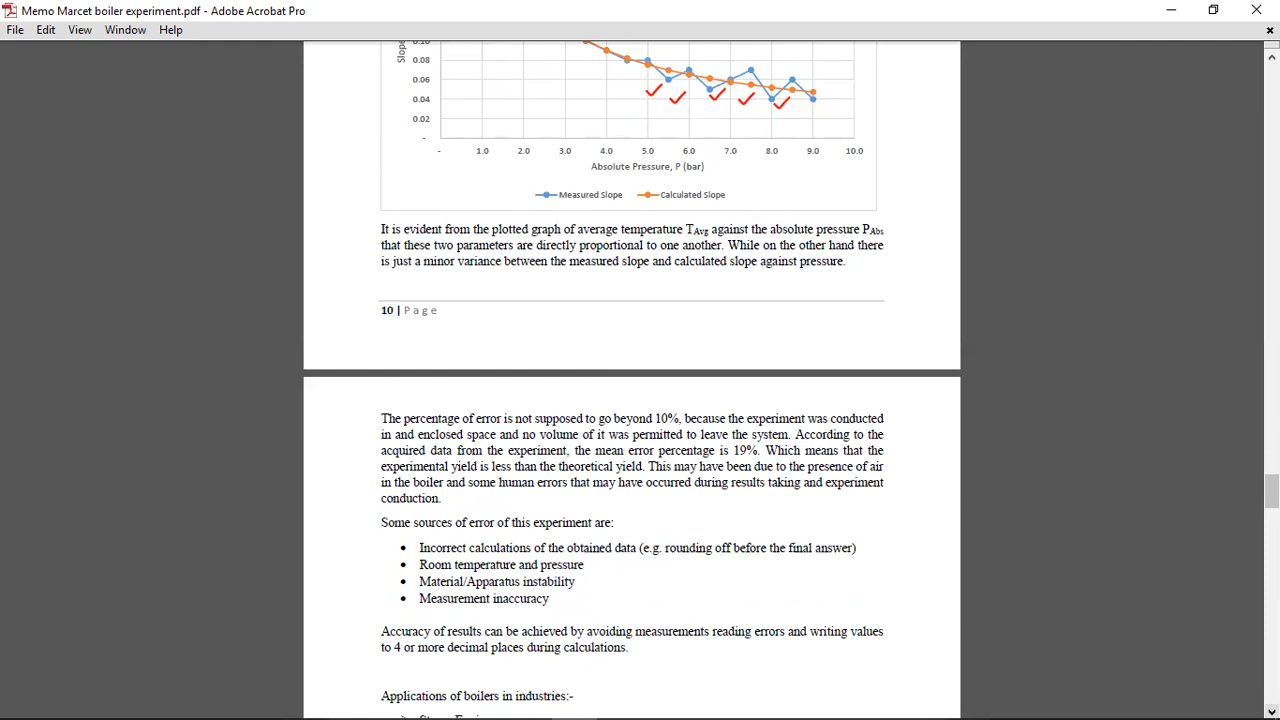 Memo Marcet boiler experiment.pdf - Adobe Acrobat Pro
File Edit View Window Help
0.10
0.08
0.06
0.04
0.02
-
Slope
- 1.0 2.0 3.0 4.0 5.0 6.0 7.0 8.0 9.0 10.0
Absolute Pressure, P (bar)
Measured Slope Calculated Slope
It is evident from the plotted graph of average temperature TAvg against the absolute pressure PAbs
that these two parameters are directly proportional to one another. While on the other hand there
is just a minor variance between the measured slope and calculated slope against pressure.
10 | Page
The percentage of error is not supposed to go beyond 10%, because the experiment was conducted
in and enclosed space and no volume of it was permitted to leave the system. According to the
acquired data from the experiment, the mean error percentage is 19%. Which means that the
experimental yield is less than the theoretical yield. This may have been due to the presence of air
in the boiler and some human errors that may have occurred during results taking and experiment
conduction.
Some sources of error of this experiment are:
• Incorrect calculations of the obtained data (e.g. rounding off before the final answer)
• Room temperature and pressure
• Material/Apparatus instability
• Measurement inaccuracy
Accuracy of results can be achieved by avoiding measurements reading errors and writing values
to 4 or more decimal places during calculations.
Applications of boilers in industries:-